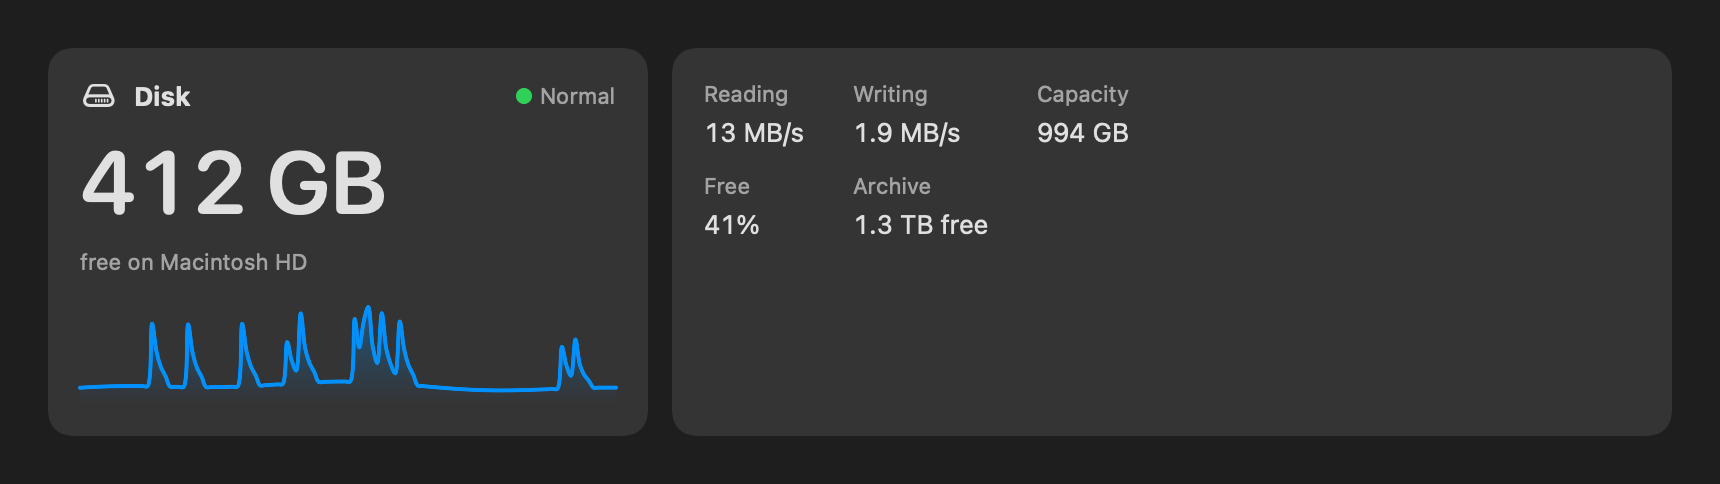 Disk
Normal
412 GB
free on Macintosh HD
Reading Writing Capacity
13 MB/s 1.9 MB/s 994 GB
Free Archive
41% 1.3 TB free